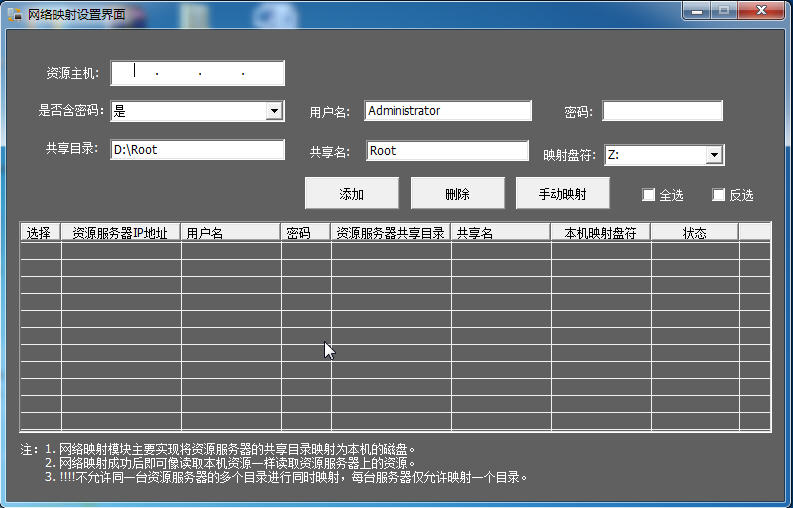 网络映射设置界面
资源主机:
是否含密码: 是 用户名: Administrator 密码:
共享目录: D:\Root 共享名: Root 映射盘符: Z:
添加 删除 手动映射 全选 反选
选择 资源服务器IP地址 用户名 密码 资源服务器共享目录 共享名 本机映射盘符 状态
注：1. 网络映射模块主要实现将资源服务器的共享目录映射为本机的磁盘。
2. 网络映射成功后即可像读取本机资源一样读取资源服务器上的资源。
3. !!!!不允许同一台资源服务器的多个目录进行同时映射，每台服务器仅允许映射一个目录。